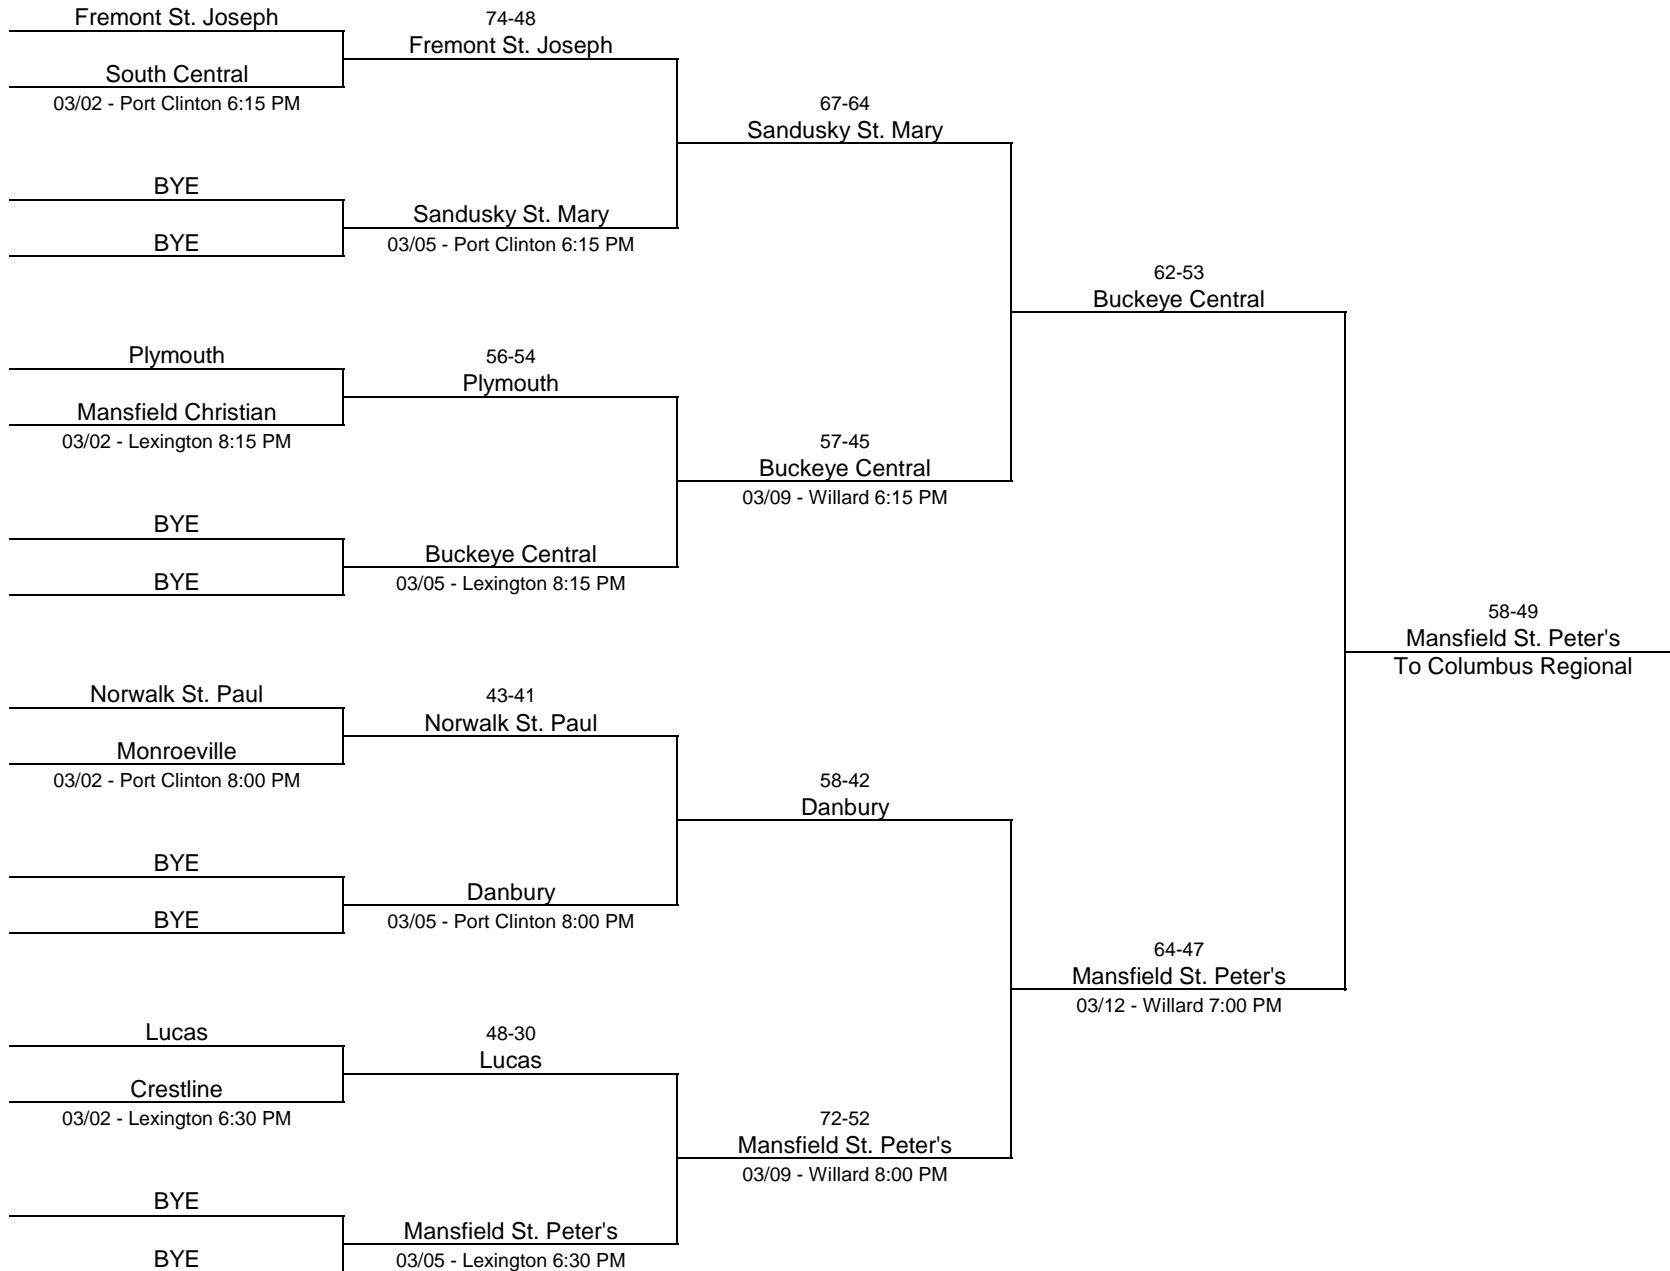 Fremont St. Joseph
South Central
03/02 - Port Clinton 6:15 PM
BYE
BYE
Plymouth
Mansfield Christian
03/02 - Lexington 8:15 PM
BYE
BYE
Norwalk St. Paul
Monroeville
03/02 - Port Clinton 8:00 PM
BYE
BYE
Lucas
Crestline
03/02 - Lexington 6:30 PM
BYE
BYE
74-48
Fremont St. Joseph
Sandusky St. Mary
03/05 - Port Clinton 6:15 PM
56-54
Plymouth
Buckeye Central
03/05 - Lexington 8:15 PM
43-41
Norwalk St. Paul
Danbury
03/05 - Port Clinton 8:00 PM
48-30
Lucas
Mansfield St. Peter's
03/05 - Lexington 6:30 PM
67-64
Sandusky St. Mary
57-45
Buckeye Central
03/09 - Willard 6:15 PM
58-42
Danbury
72-52
Mansfield St. Peter's
03/09 - Willard 8:00 PM
62-53
Buckeye Central
64-47
Mansfield St. Peter's
03/12 - Willard 7:00 PM
58-49
Mansfield St. Peter's
To Columbus Regional